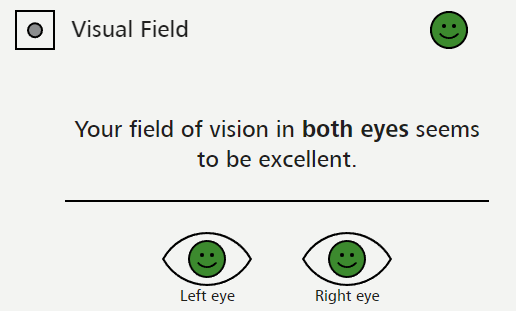 Visual Field
Your field of vision in both eyes seems
to be excellent.
Left eye
Right eye